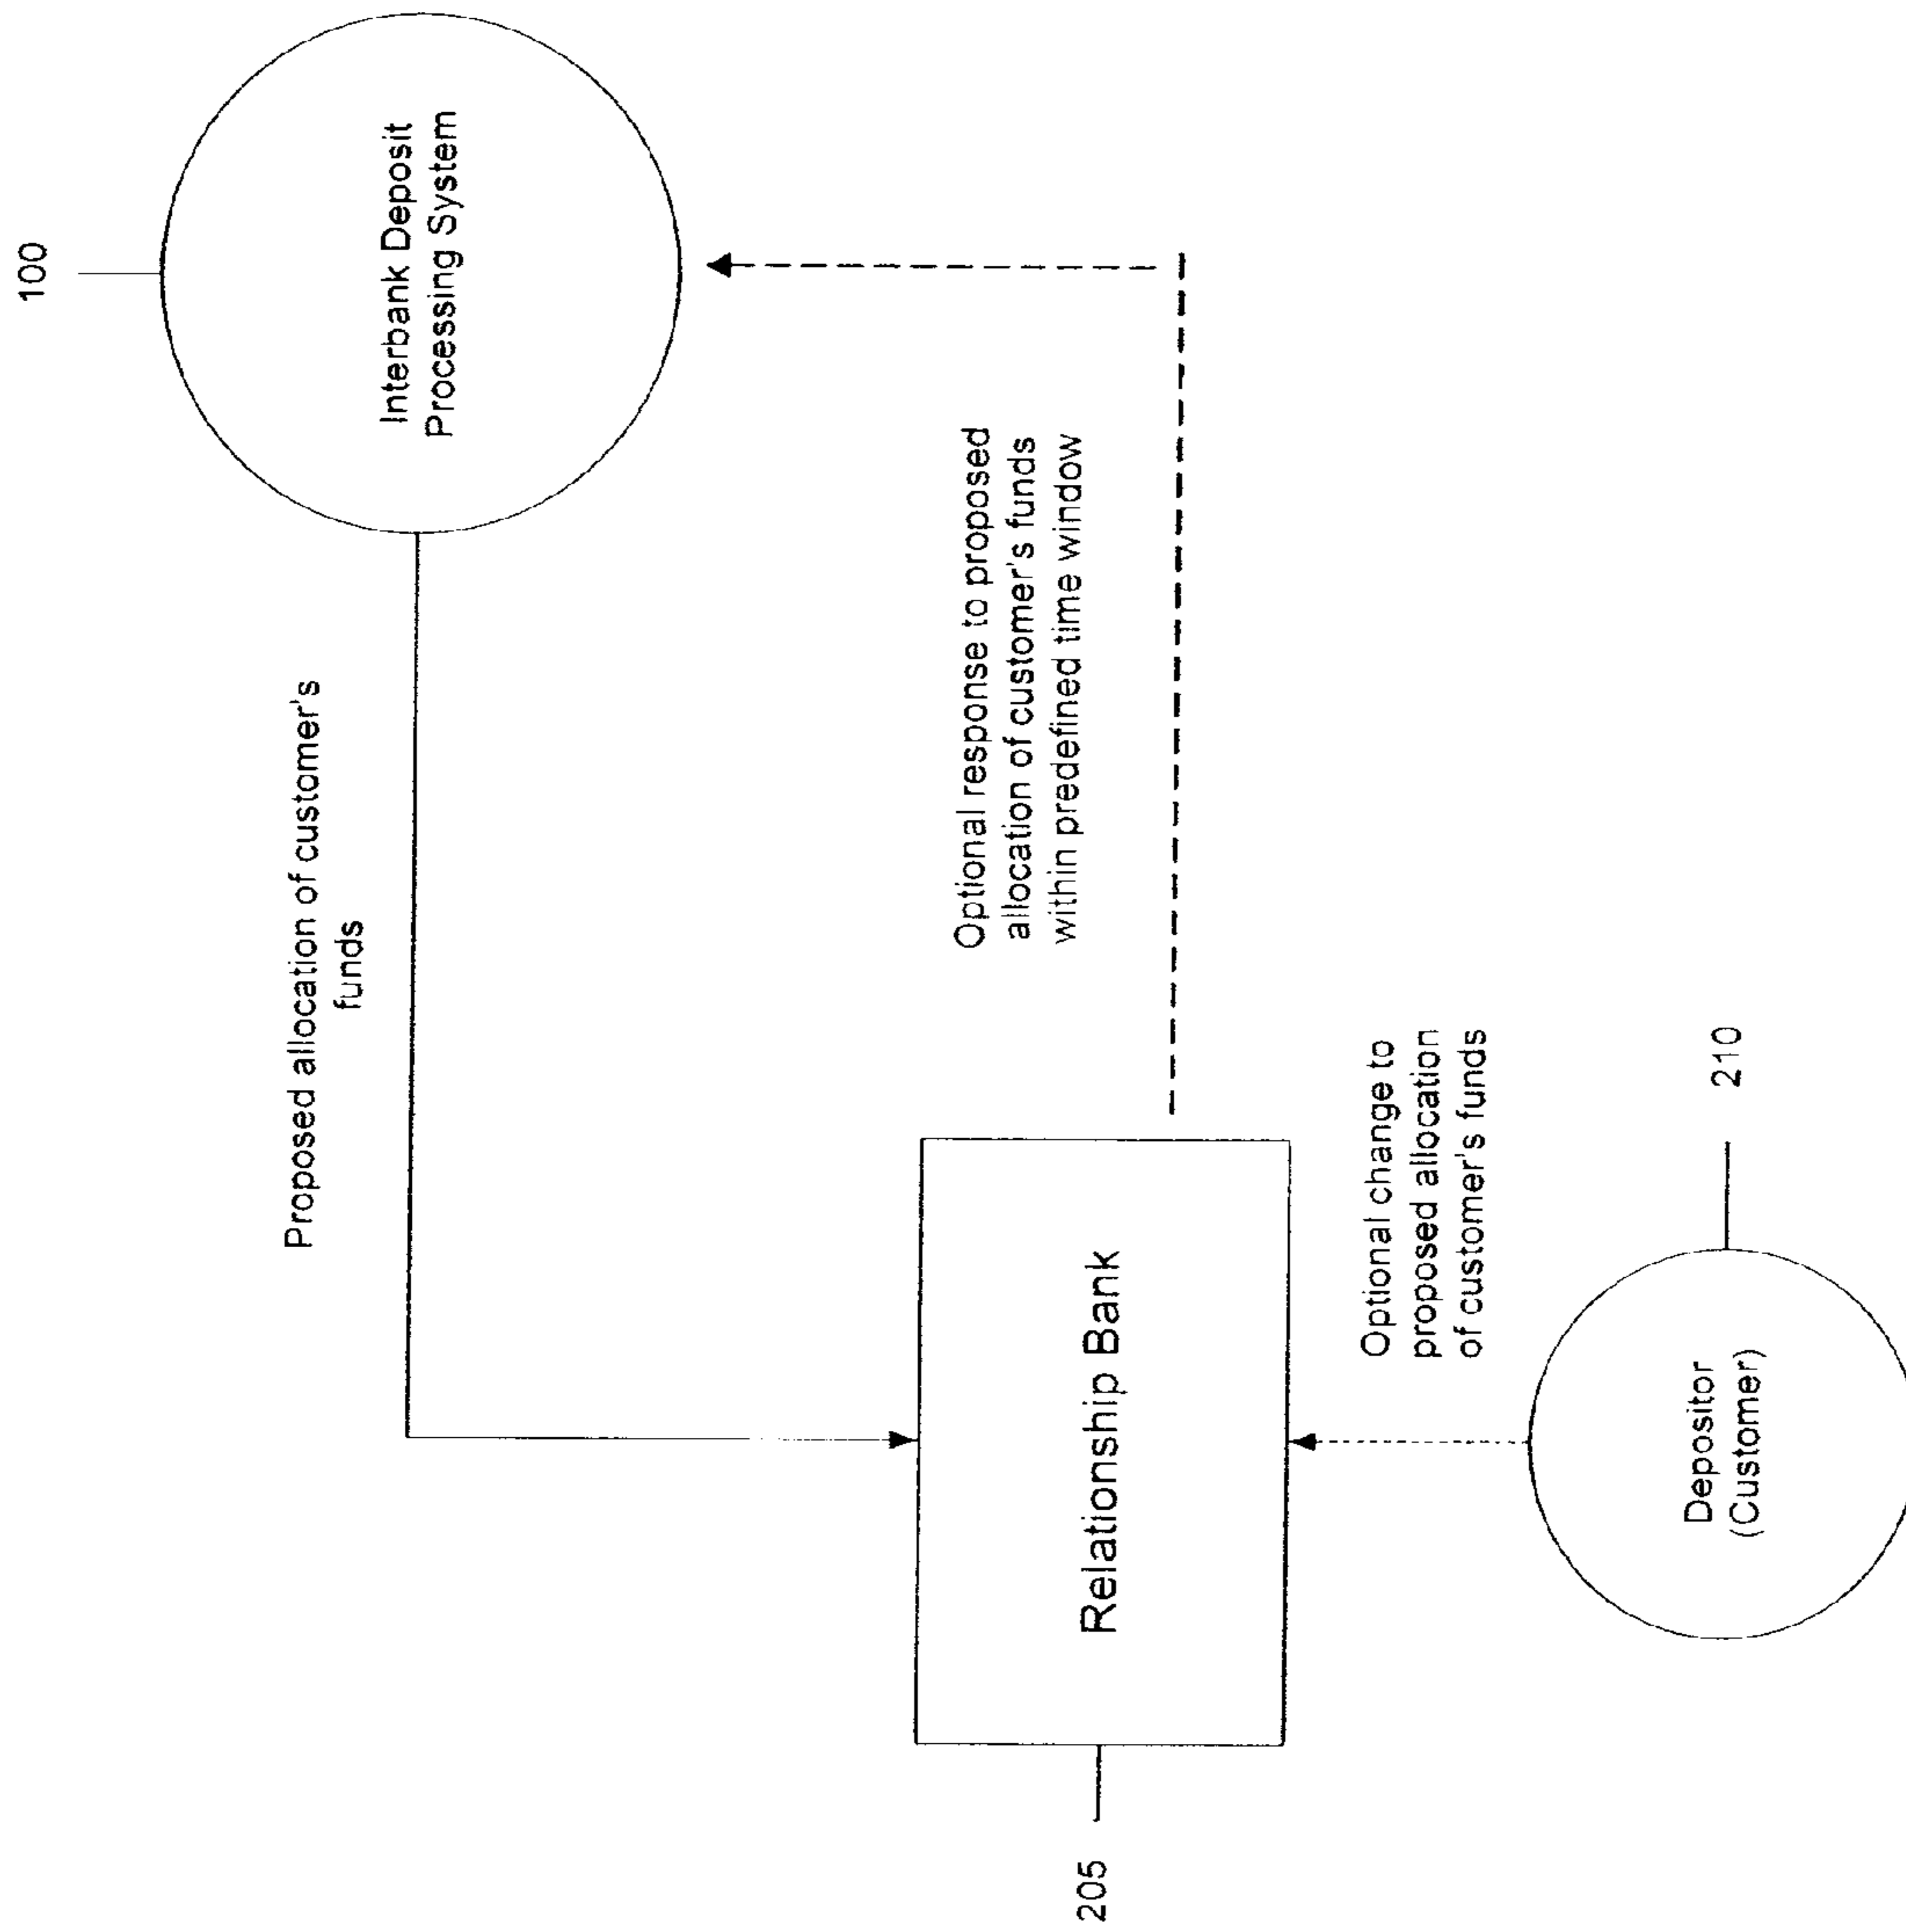 100
Interbank Deposit
Processing System
Proposed allocation of customer's
funds
Optional response to proposed
allocation of customer's funds
within predefined time window
Relationship Bank
205
Optional change to
proposed allocation
of customer's funds
Depositor
(Customer)
210